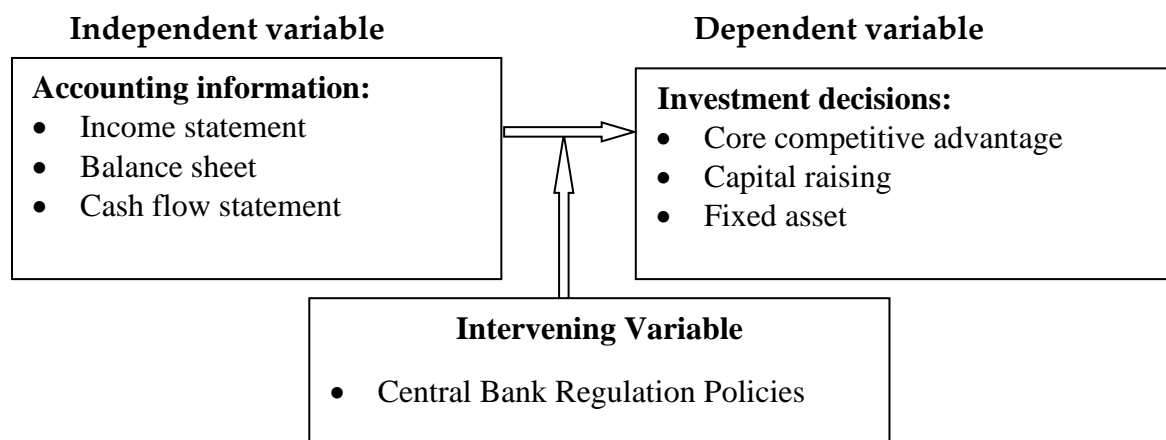 Independent variable
Dependent variable
Accounting information:
• Income statement
• Balance sheet
• Cash flow statement
Investment decisions:
• Core competitive advantage
• Capital raising
• Fixed asset
Intervening Variable
• Central Bank Regulation Policies